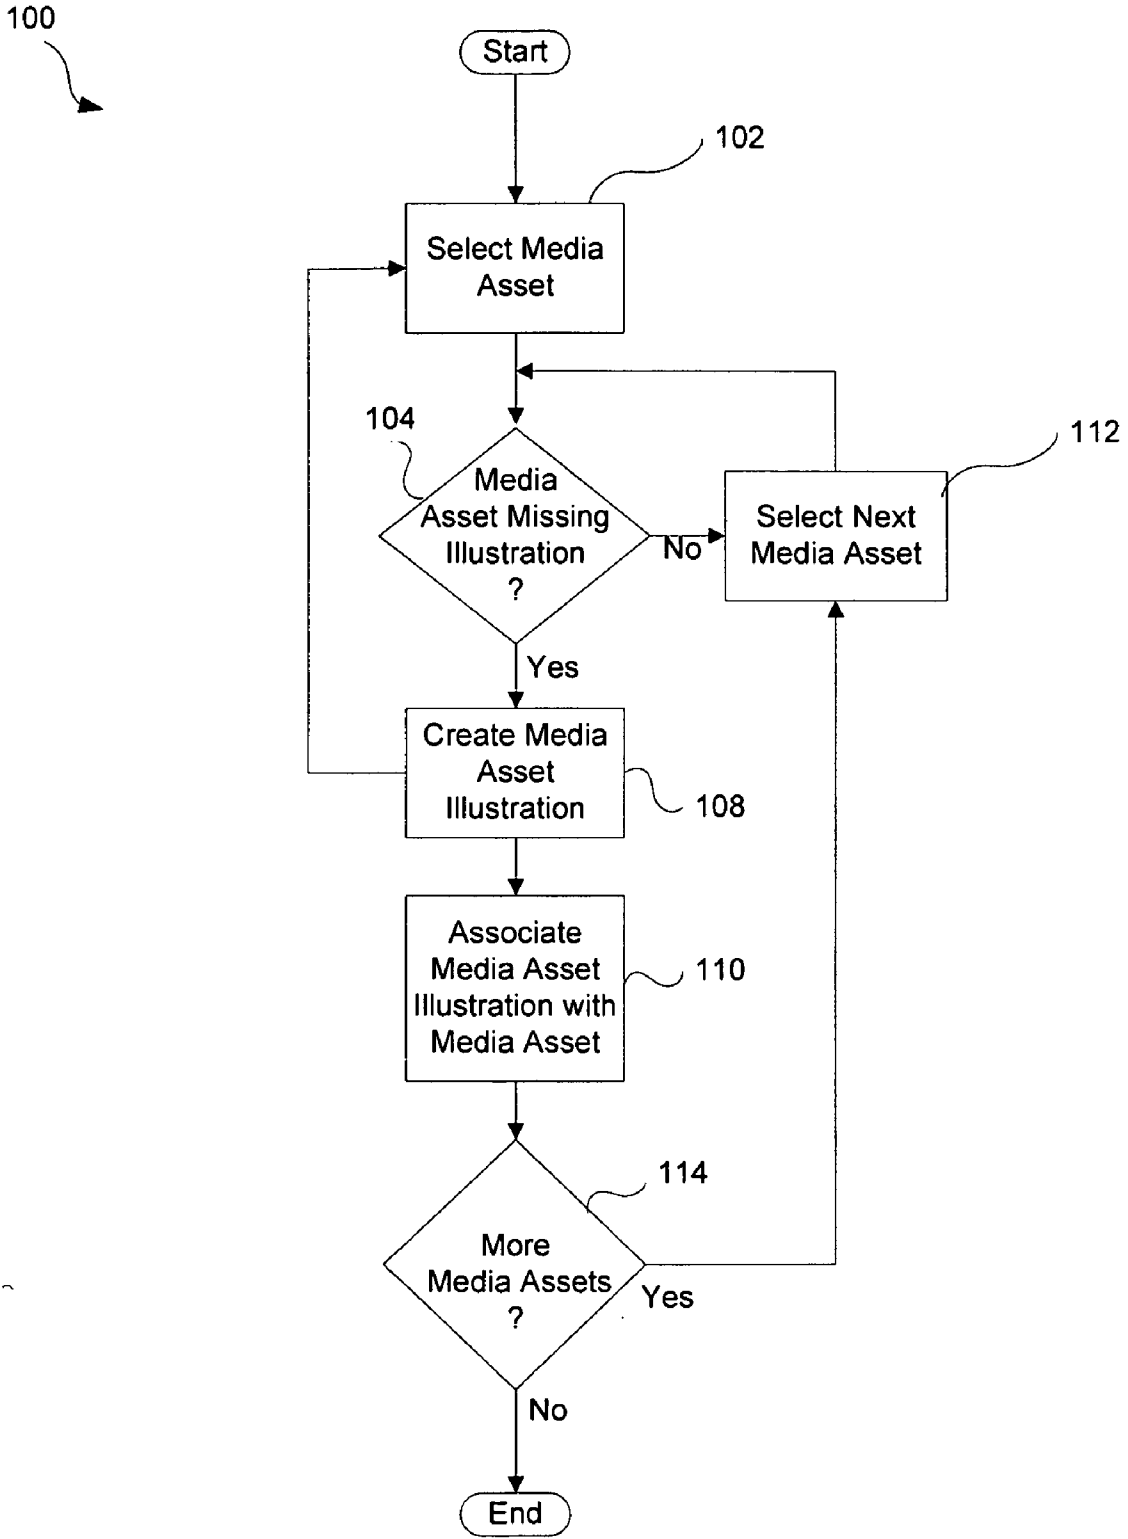 100
Start
102
Select Media
Asset
104
Media
Asset Missing
Illustration
?
No
112
Select Next
Media Asset
Yes
Create Media
Asset
Illustration
108
Associate
Media Asset
Illustration with
Media Asset
110
114
More
Media Assets
?
Yes
No
End